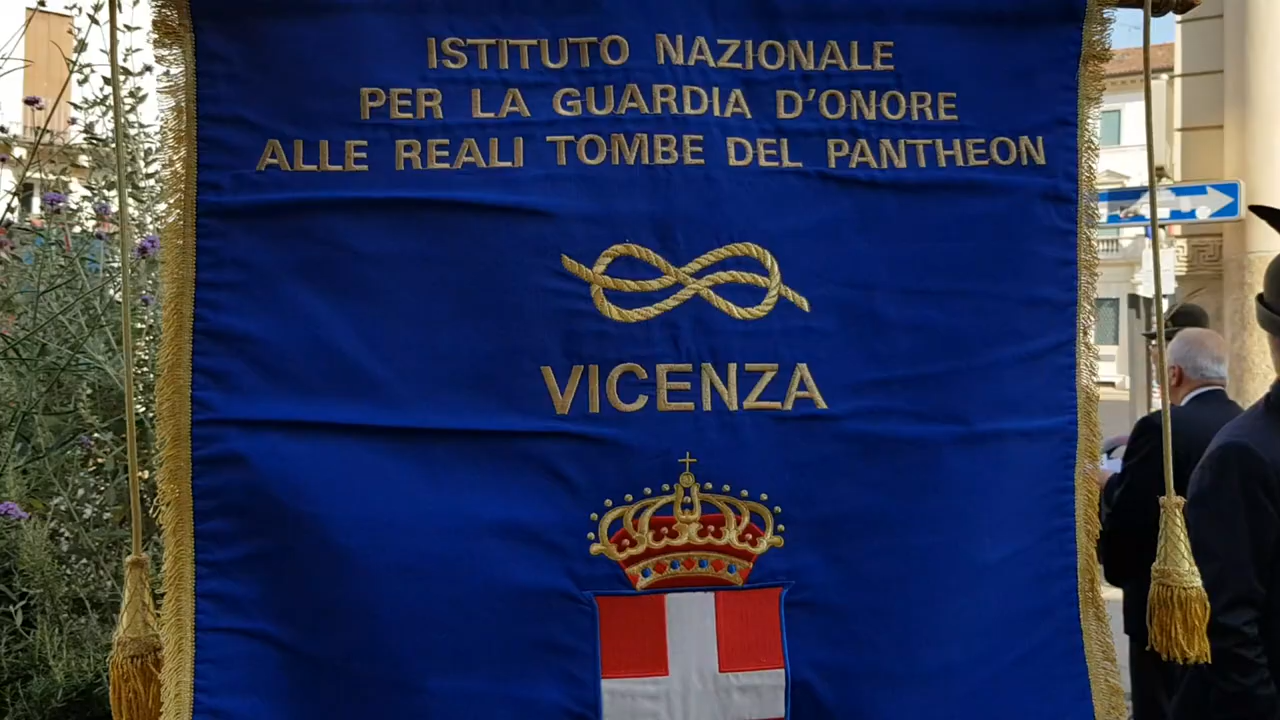 ISTITUTO NAZIONALE
PER LA GUARDIA D'ONORE
ALLE REALI TOMBE DEL PANTHEON
VICENZA